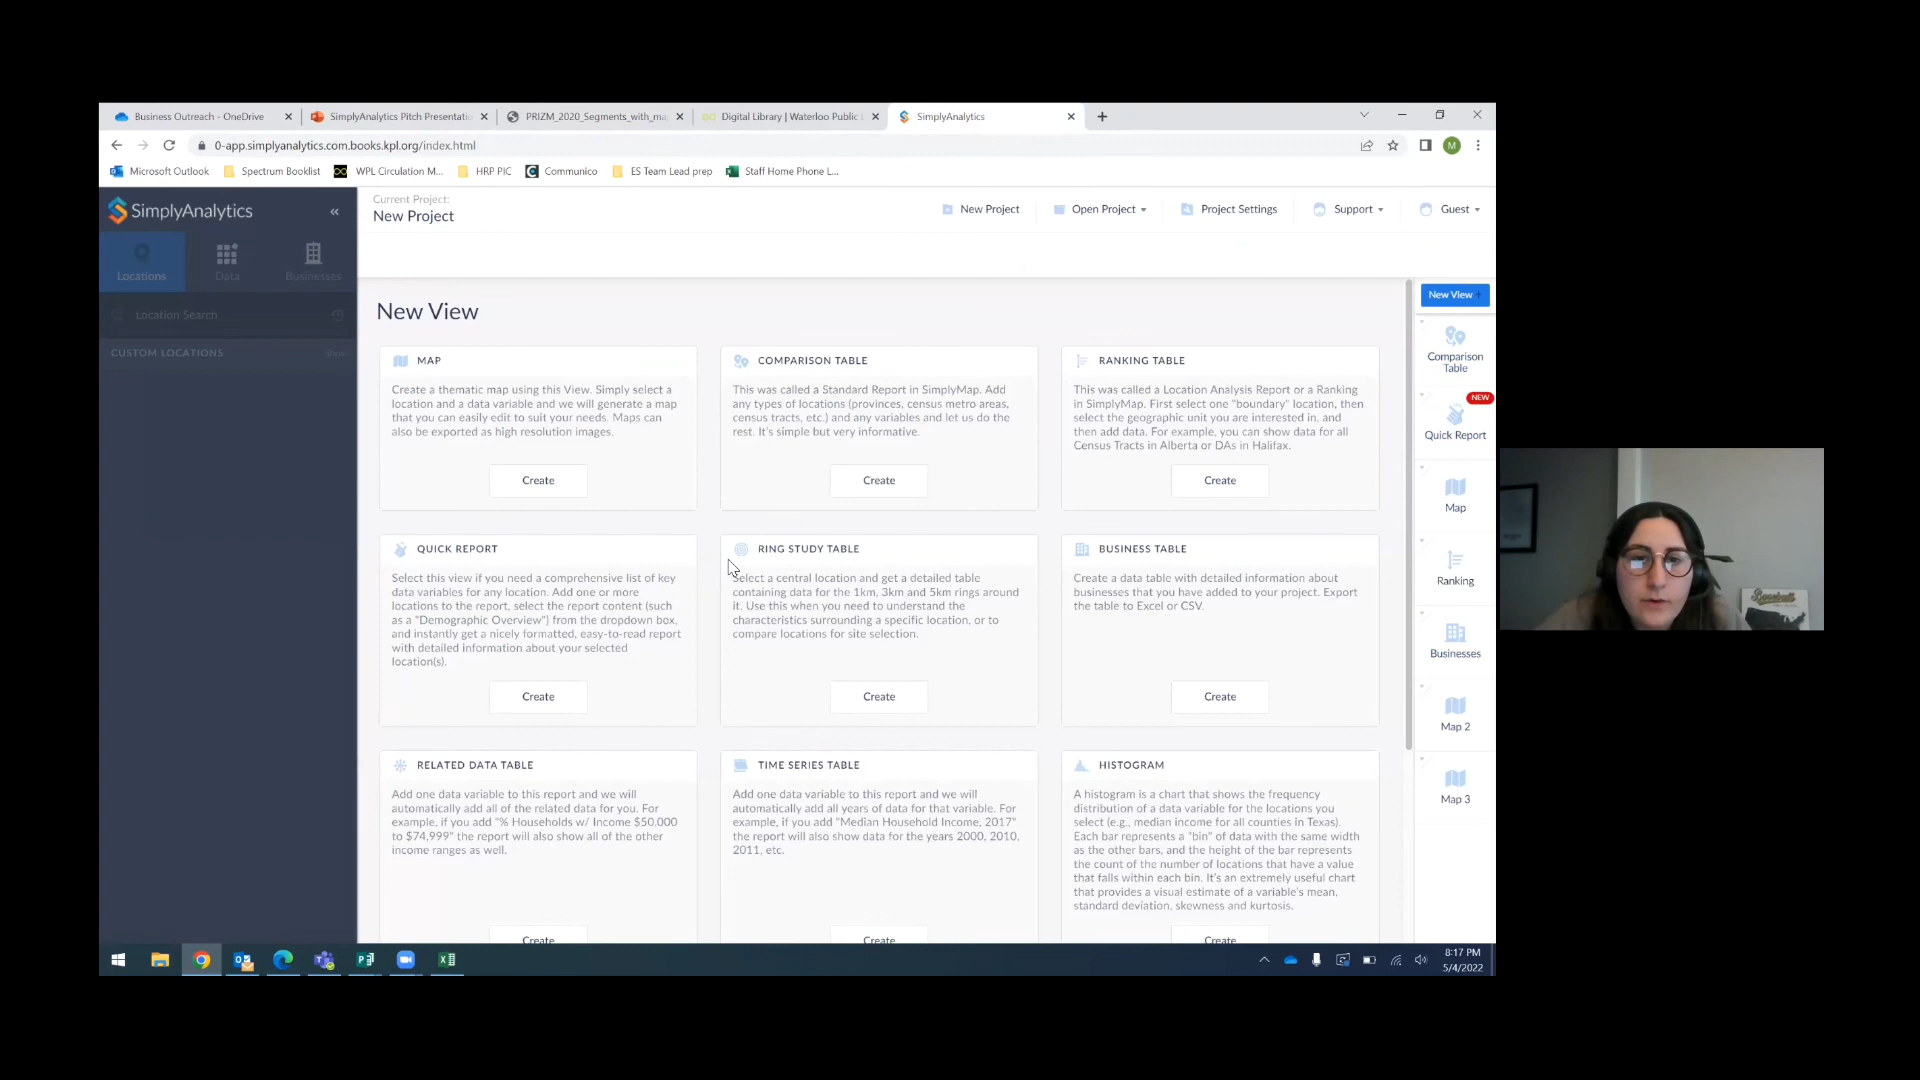 Business Outreach - OneDrive
SimplyAnalytics Pitch Presentatio
PRIZM_2020_Segments_with_ma
Digital Library | Waterloo Public L
SimplyAnalytics
0-app.simplyanalytics.com.books.kpl.org/index.html
M
Microsoft Outlook
Spectrum Booklist
WPL Circulation M...
HRP PIC
Communico
ES Team Lead prep
Staff Home Phone L...
SimplyAnalytics
Locations
Data
Businesses
Location Search
CUSTOM LOCATIONS
Current Project:
New Project
New Project
Open Project
Project Settings
Support
Guest
New View
MAP
Create a thematic map using this View. Simply select a
location and a data variable and we will generate a map
that you can easily edit to suit your needs. Maps can
also be exported as high resolution images.
Create
COMPARISON TABLE
This was called a Standard Report in SimplyMap. Add
any types of locations (provinces, census metro areas,
census tracts, etc.) and any variables and let us do the
rest. It's simple but very informative.
Create
RANKING TABLE
This was called a Location Analysis Report or a Ranking
in SimplyMap. First select one "boundary" location, then
select the geographic unit you are interested in, and
then add data. For example, you can show data for all
Census Tracts in Alberta or DAs in Halifax.
Create
QUICK REPORT
Select this view if you need a comprehensive list of key
data variables for any location. Add one or more
locations to the report, select the report content (such
as a "Demographic Overview") from the dropdown box,
and instantly get a nicely formatted, easy-to-read report
with detailed information about your selected
location(s).
Create
RING STUDY TABLE
Select a central location and get a detailed table
containing data for the 1km, 3km and 5km rings around
it. Use this when you need to understand the
characteristics surrounding a specific location, or to
compare locations for site selection.
Create
BUSINESS TABLE
Create a data table with detailed information about
businesses that you have added to your project. Export
the table to Excel or CSV.
Create
RELATED DATA TABLE
Add one data variable to this report and we will
automatically add all of the related data for you. For
example, if you add "% Households w/ Income $50,000
to $74,999" the report will also show all of the other
income ranges as well.
Create
TIME SERIES TABLE
Add one data variable to this report and we will
automatically add all years of data for that variable. For
example, if you add "Median Household Income, 2017"
the report will also show data for the years 2000, 2010,
2011, etc.
Create
HISTOGRAM
A histogram is a chart that shows the frequency
distribution of a data variable for the locations you
select (e.g., median income for all counties in Texas).
Each bar represents a "bin" of data with the same width
as the other bars, and the height of the bar represents
the count of the number of locations that have a value
that falls within each bin. It's an extremely useful chart
that provides a visual estimate of a variable's mean,
standard deviation, skewness and kurtosis.
Create
New View +
Comparison
Table
NEW
Quick Report
Map
Ranking
Businesses
Map 2
Map 3
Baseball
8:17 PM
5/4/2022